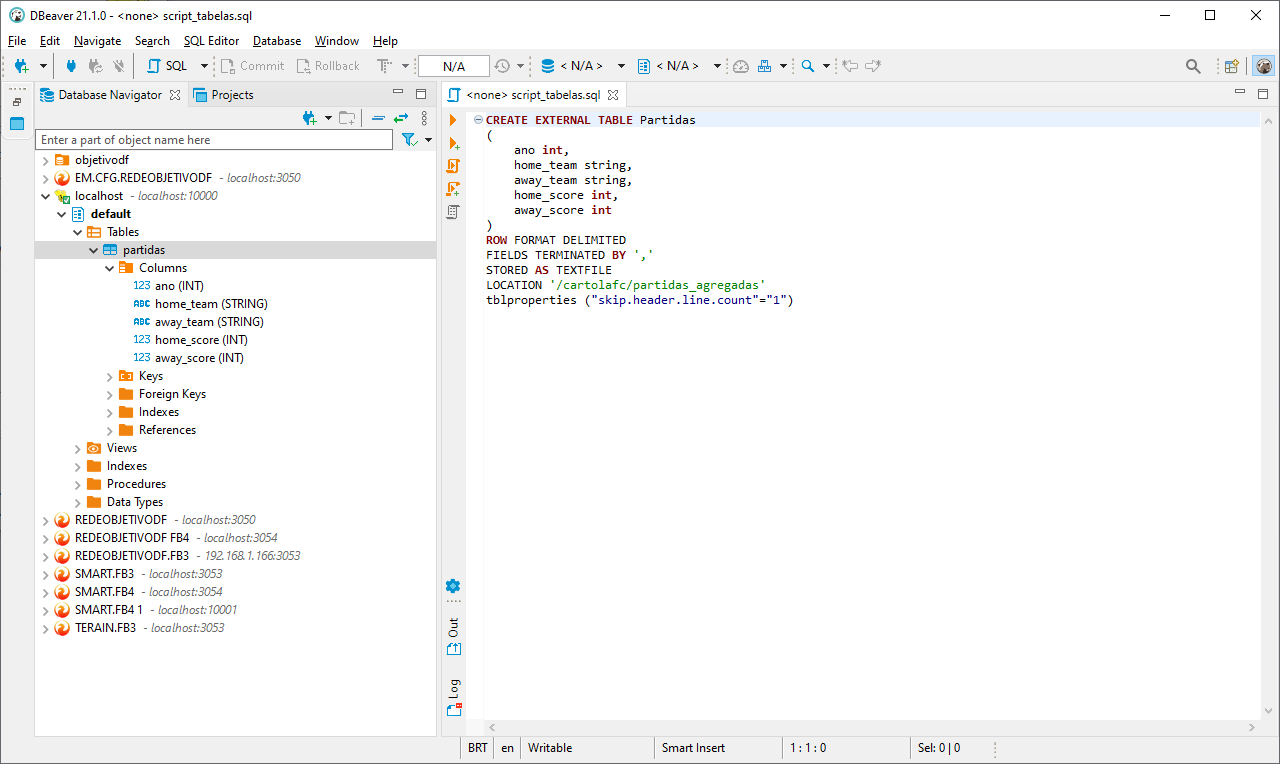 DBeaver 21.1.0 - <none> script_tabelas.sql
File Edit Navigate Search SQL Editor Database Window Help
SQL Commit Rollback N/A < N/A > < N/A >
Database Navigator Projects
<none> script_tabelas.sql
Enter a part of object name here
objetivodf
EM.CFG.REDEOBJETIVODF - localhost:3050
localhost - localhost:10000
default
Tables
partidas
Columns
123 ano (INT)
ABC home_team (STRING)
ABC away_team (STRING)
123 home_score (INT)
123 away_score (INT)
Keys
Foreign Keys
Indexes
References
Views
Indexes
Procedures
Data Types
REDEOBJETIVODF - localhost:3050
REDEOBJETIVODF FB4 - localhost:3054
REDEOBJETIVODF.FB3 - 192.168.1.166:3053
SMART.FB3 - localhost:3053
SMART.FB4 - localhost:3054
SMART.FB4 1 - localhost:10001
TERAIN.FB3 - localhost:3053
CREATE EXTERNAL TABLE Partidas
(
ano int,
home_team string,
away_team string,
home_score int,
away_score int
)
ROW FORMAT DELIMITED
FIELDS TERMINATED BY ','
STORED AS TEXTFILE
LOCATION '/cartolafc/partidas_agregadas'
tblproperties ("skip.header.line.count"="1")
Out
Log
BRT en Writable Smart Insert 1 : 1 : 0 Sel: 0 | 0